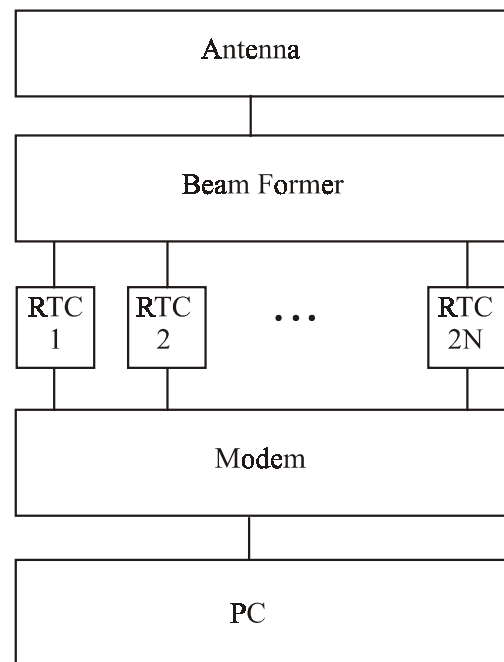 Antenna
Beam Former
RTC
1
RTC
2
...
RTC
2N
Modem
PC